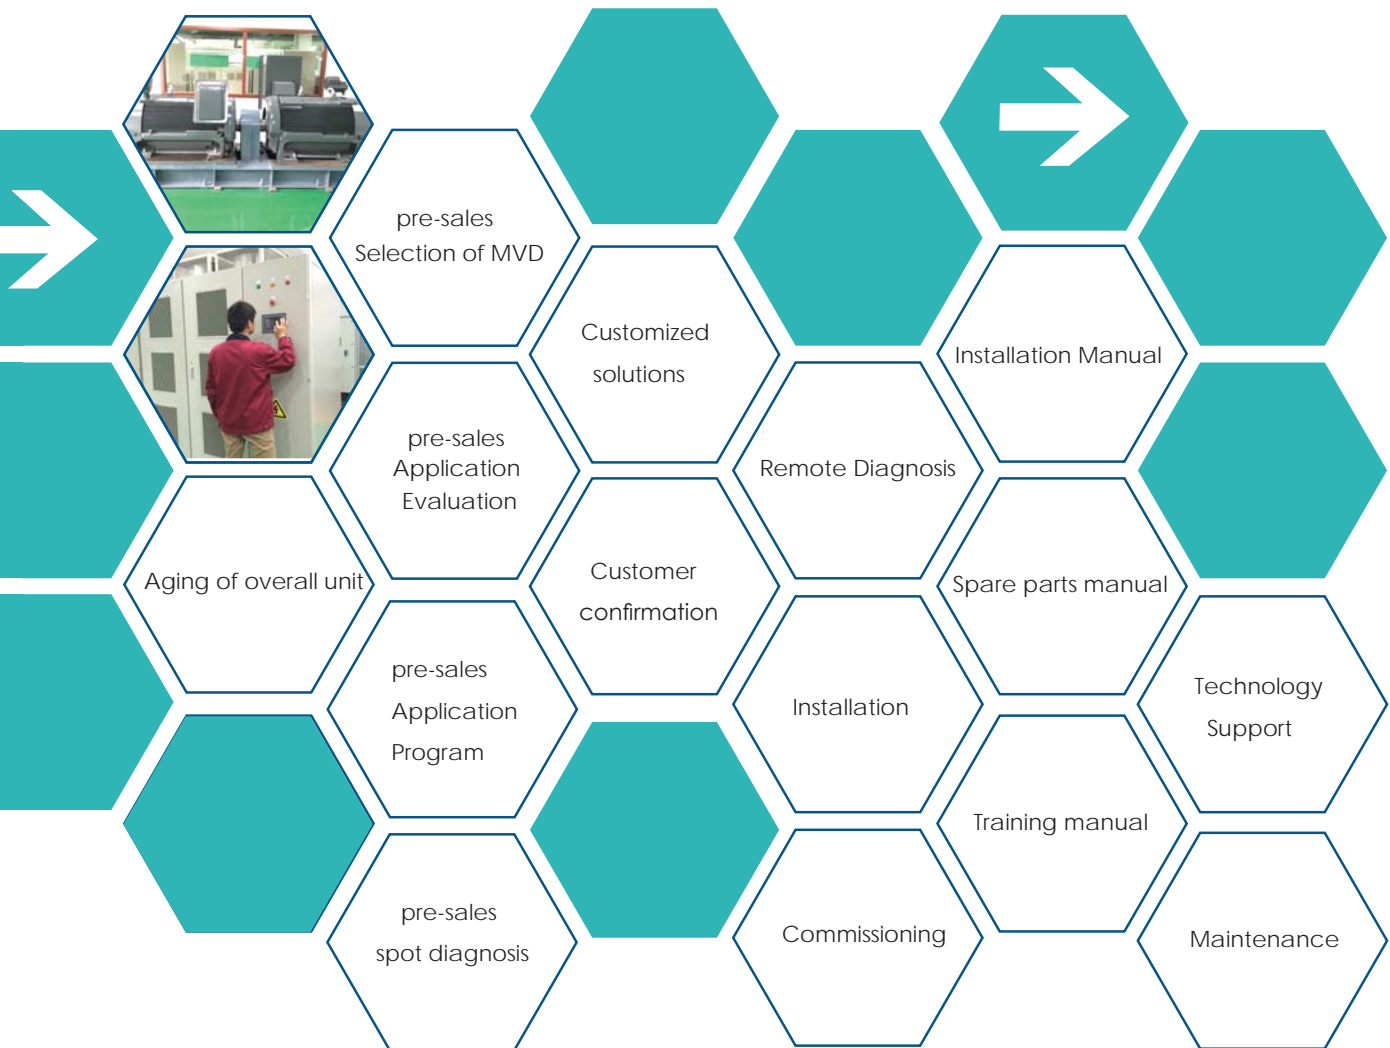 pre-sales
Selection of MVD
Customized
solutions
Installation Manual
pre-sales
Application
Evaluation
Remote Diagnosis
Aging of overall unit
Customer
confirmation
Spare parts manual
pre-sales
Application
Program
Installation
Technology
Support
Training manual
pre-sales
spot diagnosis
Commissioning
Maintenance